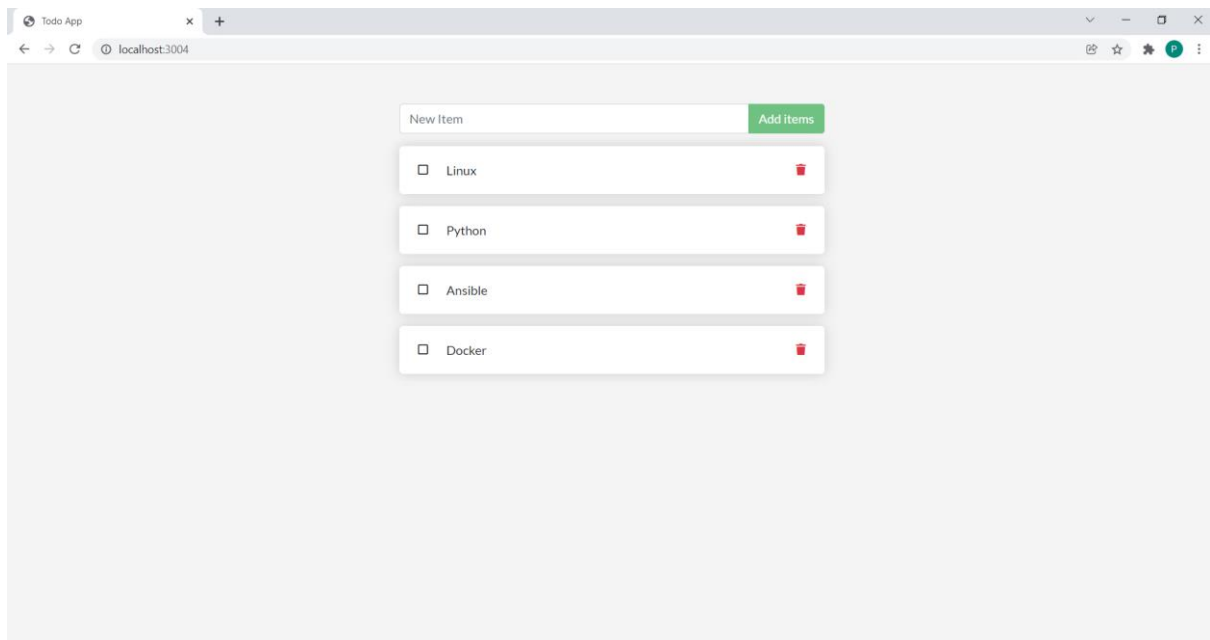 Todo App
localhost:3004
P
New Item
Add items
Linux
Python
Ansible
Docker